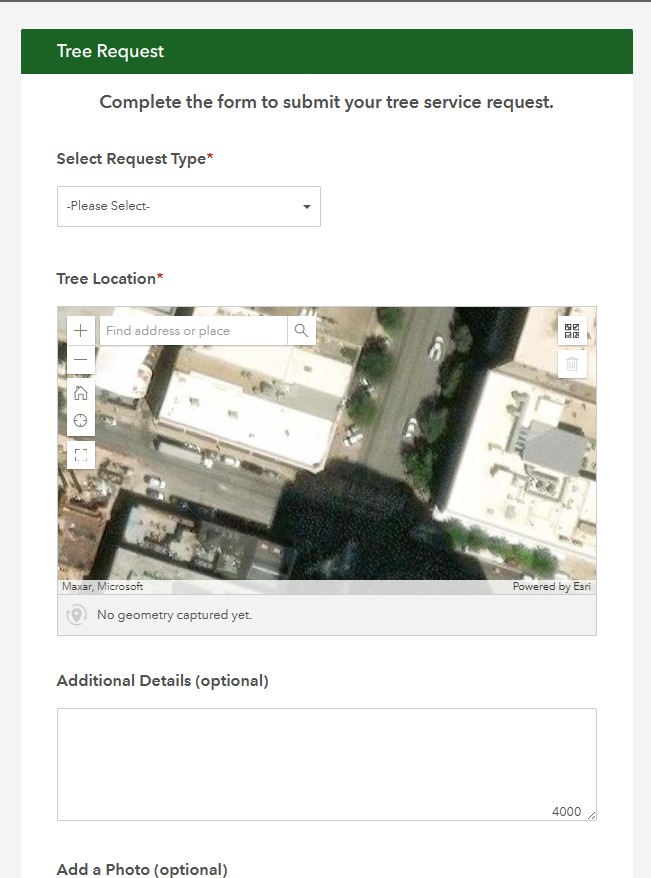 Tree Request
Complete the form to submit your tree service request.
Select Request Type*
-Please Select-
Tree Location*
Find address or place
Maxar, Microsoft
Powered by Esri
No geometry captured yet.
Additional Details (optional)
4000
Add a Photo (optional)